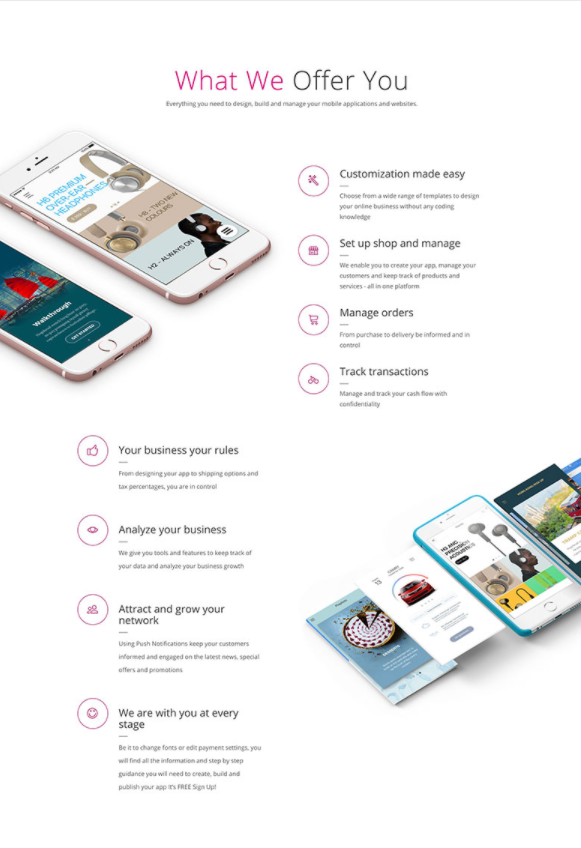 What We Offer You
Everything you need to design, build and manage your mobile applications and websites.
H6 PREMIUM
OVER-EAR
HEADPHONES
H8 - TWO NEW
COLOURS
H2 - ALWAYS ON
Walkthrough
GET STARTED
Customization made easy
Choose from a wide range of templates to design
your online business without any coding
knowledge
Set up shop and manage
We enable you to create your app, manage your
customers and keep track of products and
services - all in one platform
Manage orders
From purchase to delivery be informed and in
control
Track transactions
Manage and track your cash flow with
confidentiality
Your business your rules
From designing your app to shipping options and
tax percentages, you are in control
Analyze your business
We give you tools and features to keep track of
your data and analyze your business growth
Attract and grow your
network
Using Push Notifications keep your customers
informed and engaged on the latest news, special
offers and promotions
We are with you at every
stage
Be it to change fonts or edit payment settings, you
will find all the information and step by step
guidance you will need to create, build and
publish your app It's FREE Sign Up!
H3 ANC
PRECISION
ACOUSTICS